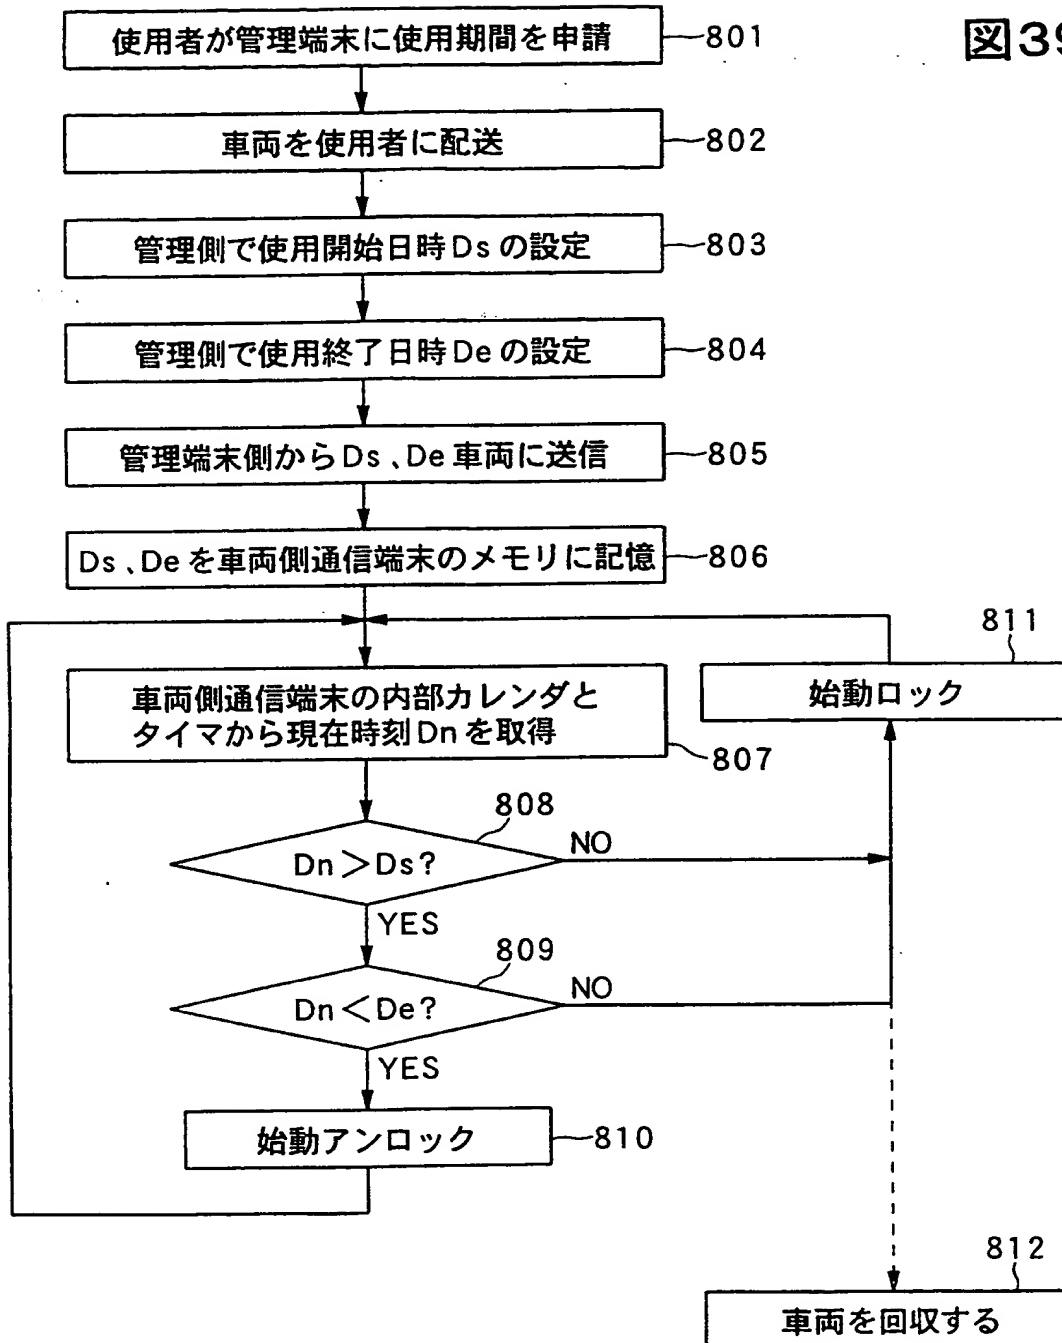 図39
使用者が管理端末に使用期間を申請
801
車両を使用者に配送
802
管理側で使用開始日時Dsの設定
803
管理側で使用終了日時Deの設定
804
管理端末側からDs、De車両に送信
805
Ds、Deを車両側通信端末のメモリに記憶
806
811
始動ロック
車両側通信端末の内部カレンダと
タイマから現在時刻Dnを取得
807
808
Dn＞Ds?
NO
YES
809
Dn＜De?
NO
YES
始動アンロック
810
812
車両を回収する